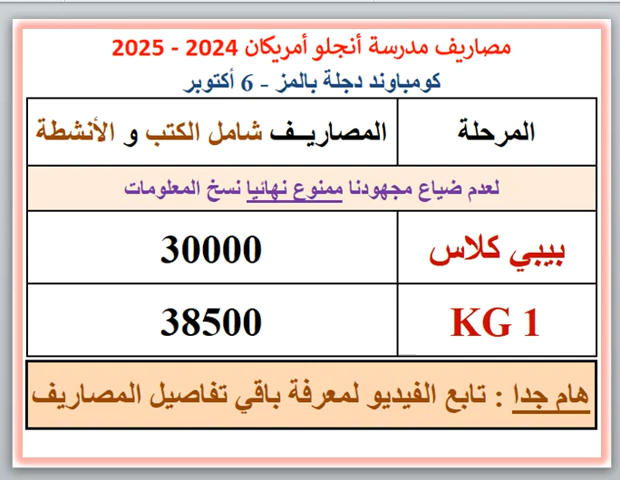 مصاريف مدرسة أنجلو أمريكان 2024 - 2025
كومباوند دجلة بالمز - 6 أكتوبر
المرحلة
المصاريــف شامل الكتب و الأنشطة
لعدم ضياع مجهودنا ممنوع نهائيا نسخ المعلومات
بيبي كلاس
30000
KG 1
38500
هام جدا : تابع الفيديو لمعرفة باقي تفاصيل المصاريف